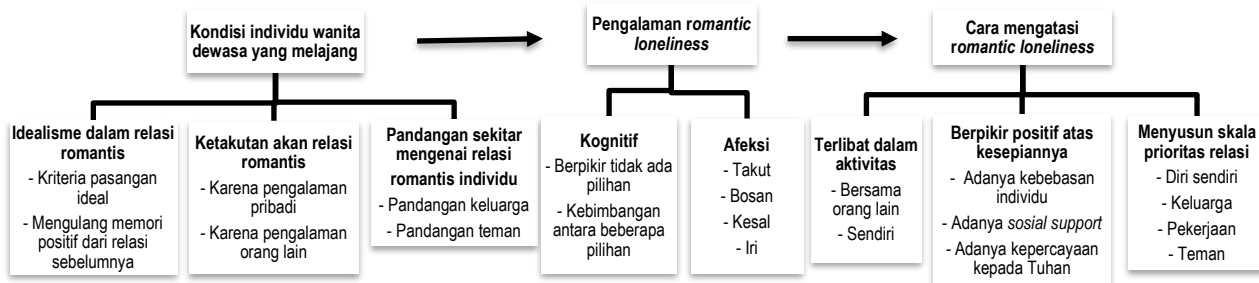 Kondisi individu wanita
dewasa yang melajang
Pengalaman romantic
loneliness
Cara mengatasi
romantic loneliness
Idealisme dalam relasi
romantis
- Kriteria pasangan
ideal
- Mengulang memori
positif dari relasi
sebelumnya
Ketakutan akan relasi
romantis
- Karena pengalaman
pribadi
- Karena pengalaman
orang lain
Pandangan sekitar
mengenai relasi
romantis individu
- Pandangan keluarga
- Pandangan teman
Kognitif
- Berpikir tidak ada
pilihan
- Kebimbangan
antara beberapa
pilihan
Afeksi
- Takut
- Bosan
- Kesal
- Iri
Terlibat dalam
aktivitas
- Bersama
orang lain
- Sendiri
Berpikir positif atas
kesepiannya
- Adanya kebebasan
individu
- Adanya sosial support
- Adanya kepercayaan
kepada Tuhan
Menyusun skala
prioritas relasi
- Diri sendiri
- Keluarga
- Pekerjaan
- Teman